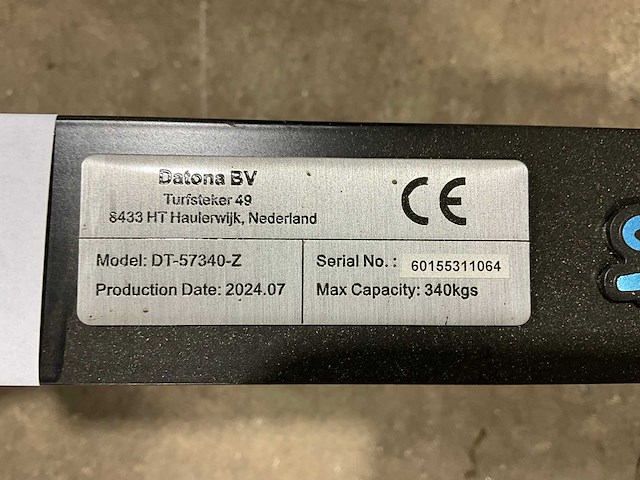 Datona BV
Turfsteker 49
8433 HT Haulerwijk, Nederland
CE
Model: DT-57340-Z
Production Date: 2024.07
Serial No. : 60155311064
Max Capacity: 340kgs